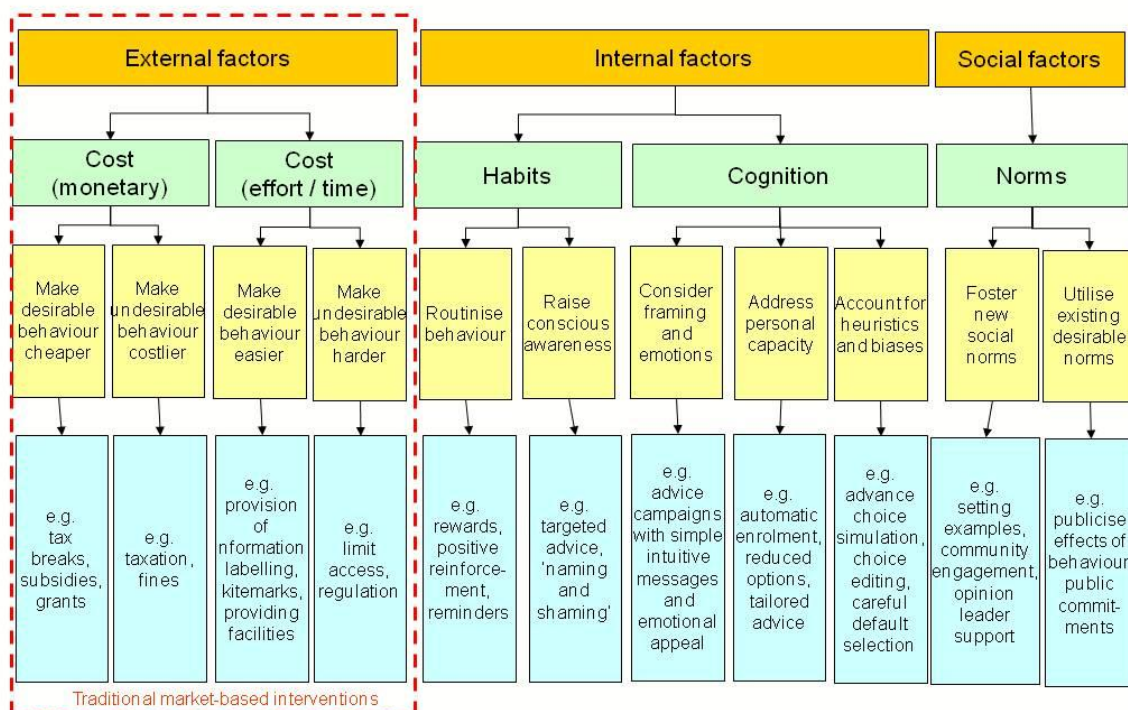 External factors
Internal factors
Social factors
Cost
(monetary)
Cost
(effort / time)
Habits
Cognition
Norms
Make
desirable
behaviour
cheaper
Make
undesirable
behaviour
costlier
Make
desirable
behaviour
easier
Make
undesirable
behaviour
harder
Routinise
behaviour
Raise
conscious
awareness
Consider
framing
and
emotions
Address
personal
capacity
Account for
heuristics
and biases
Foster
new
social
norms
Utilise
existing
desirable
norms
e.g.
tax
breaks,
subsidies,
grants
e.g.
taxation,
fines
e.g.
provision
of
nformation
labelling,
kitemarks,
providing
facilities
e.g.
limit
access,
regulation
e.g.
rewards,
positive
reinforce-
ment,
reminders
e.g.
targeted
advice,
'naming
and
shaming'
e.g.
advice
campaigns
with simple
intuitive
messages
and
emotional
appeal
e.g.
automatic
enrolment,
reduced
options,
tailored
advice
e.g.
advance
choice
simulation,
choice
editing,
careful
default
selection
e.g.
setting
examples,
community
engagement,
opinion
leader
support
e.g.
publicise
effects of
behaviour
public
commit-
ments
Traditional market-based interventions